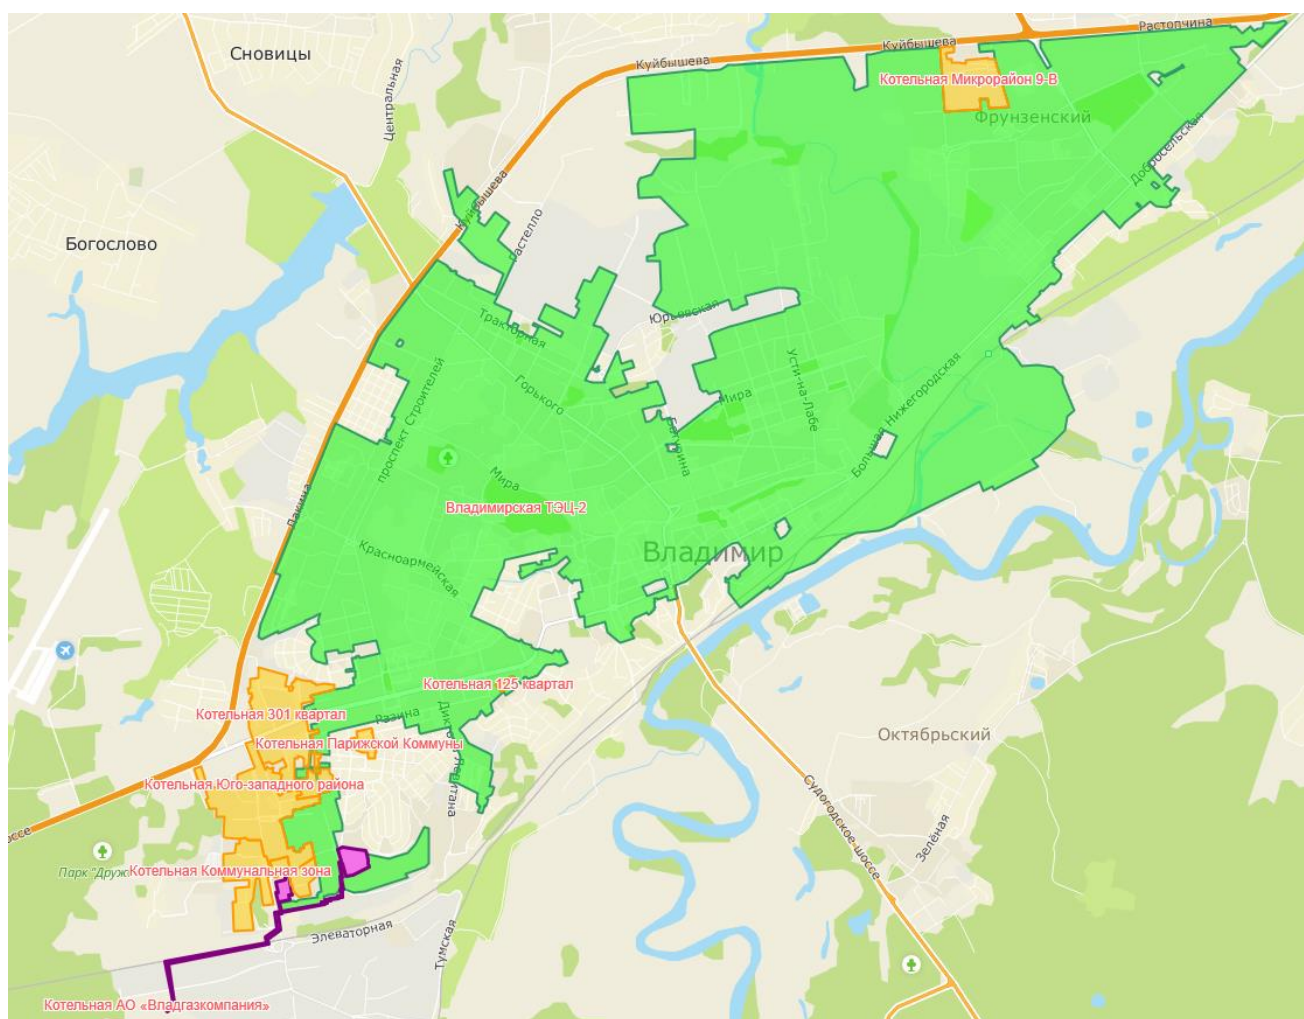 Растопчина
Куйбышева
Сновицы
Куйбышева
Котельная Микрорайон 9-В
Центральная
Фрунзенский
Добросельская
Куйбышева
Гастелло
Богослово
Юрьевская
Тракторная
Усти-на-Лабе
проспект Строителей
Горького
Мира
Большая Нижегородская
Батурина
Мира
Лакина
Владимирская ТЭЦ-2
Владимир
Красноармейская
Котельная 125 квартал
Котельная 301 квартал
Разина
Октябрьский
Котельная Парижской Коммуны
Котельная Юго-западного района
Судогодское шоссе
Зелёная
Парк "Друж
Котельная Коммунальная зона
Элеваторная
Тумская
Котельная АО «Владгазкомпания»